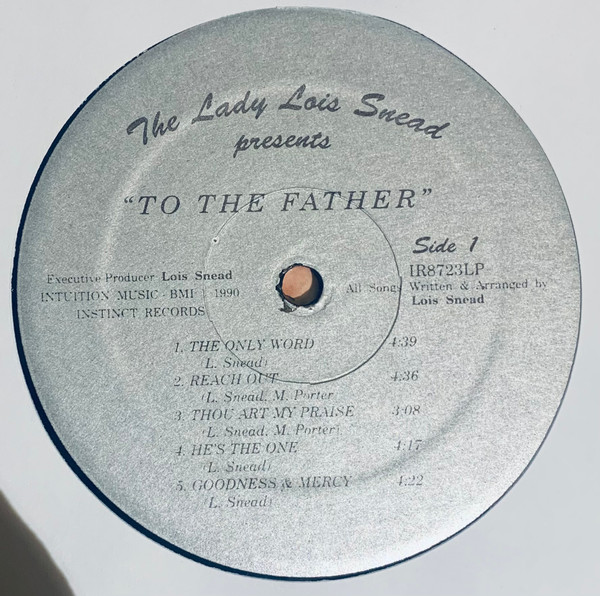 The Lady Lois Snead
presents
"TO THE FATHER"
Side 1
Executive Producer Lois Snead
INTUITION MUSIC - BMI 1990
INSTINCT RECORDS
IR8723LP
All Songs Written & Arranged by
Lois Snead
1. THE ONLY WORD 4:39
(L. Snead)
2. REACH OUT 4:36
(L. Snead, M. Porter
3. THOU ART MY PRAISE 3:08
(L. Snead, M. Porter)
4. HE'S THE ONE 4:17
(L. Snead)
5. GOODNESS & MERCY 4:22
(L. Snead)